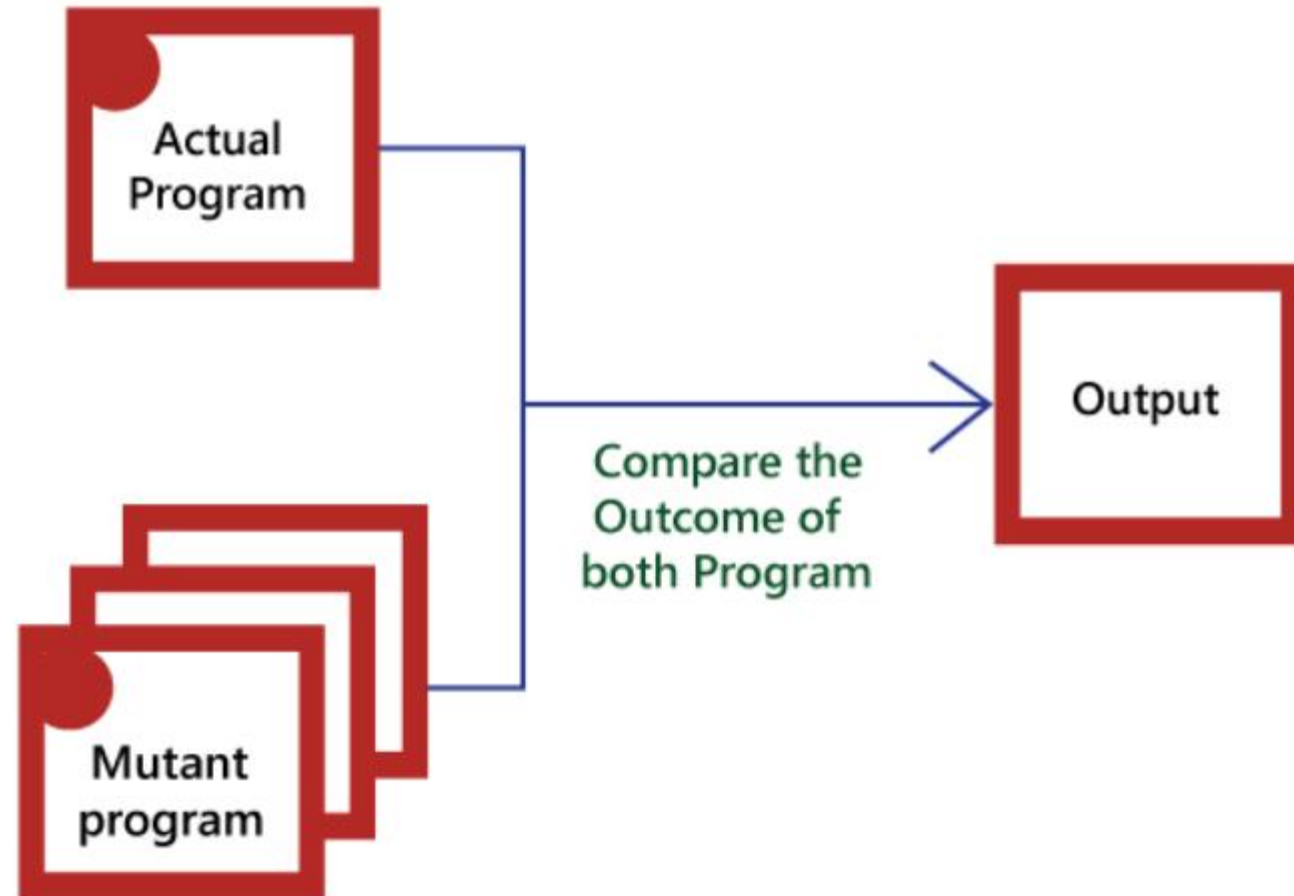 Actual
Program
Output
Compare the
Outcome of
both Program
Mutant
program